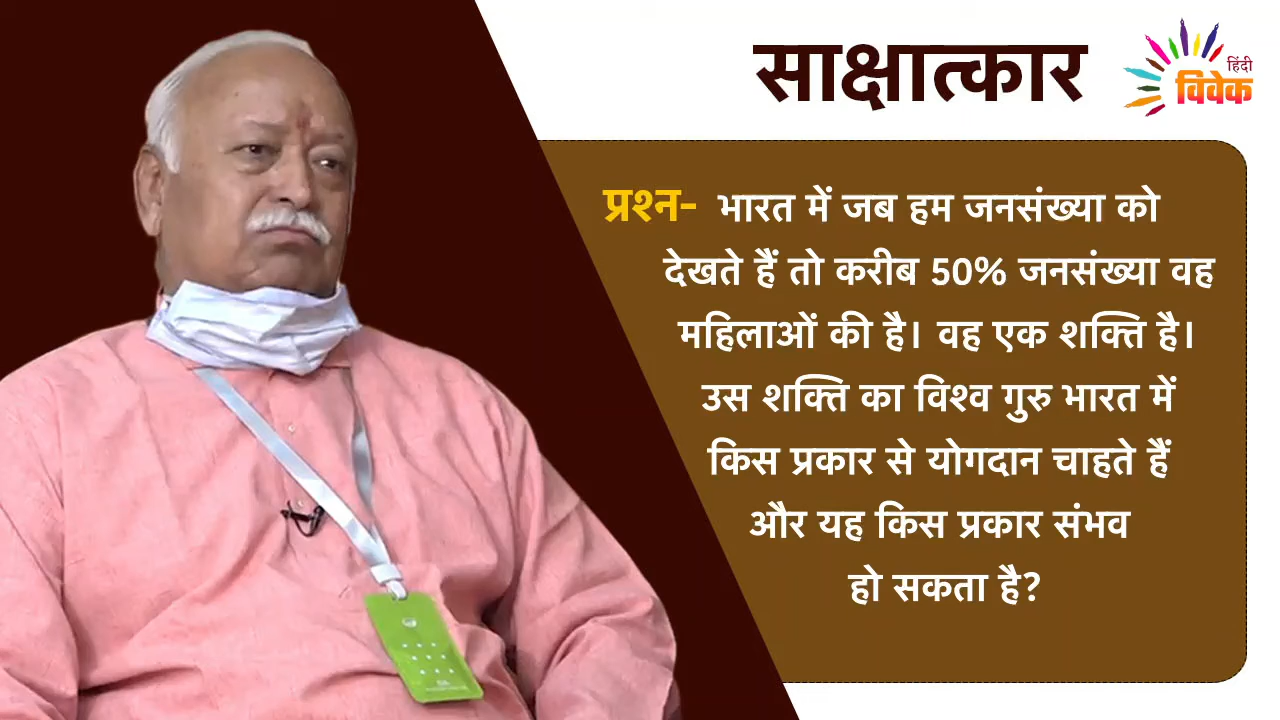 साक्षात्कार
हिंदी
विवेक
प्रश्न- भारत में जब हम जनसंख्या को
देखते हैं तो करीब 50% जनसंख्या वह
महिलाओं की है। वह एक शक्ति है।
उस शक्ति का विश्व गुरु भारत में
किस प्रकार से योगदान चाहते हैं
और यह किस प्रकार संभव
हो सकता है?